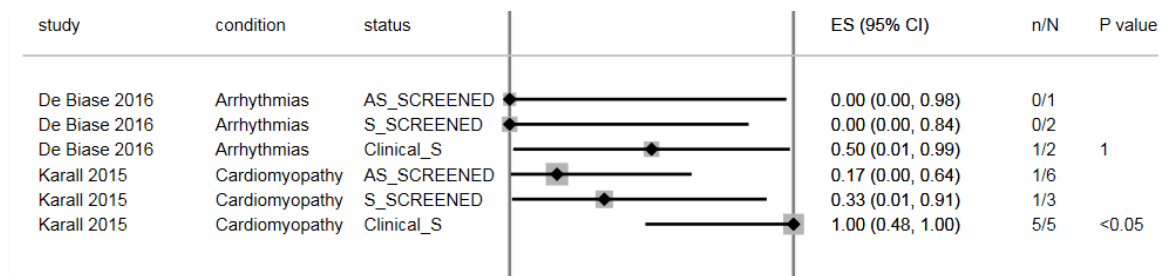 study condition status ES (95% CI) n/N P value
De Biase 2016 Arrhythmias AS_SCREENED 0.00 (0.00, 0.98) 0/1
De Biase 2016 Arrhythmias S_SCREENED 0.00 (0.00, 0.84) 0/2
De Biase 2016 Arrhythmias Clinical_S 0.50 (0.01, 0.99) 1/2 1
Karall 2015 Cardiomyopathy AS_SCREENED 0.17 (0.00, 0.64) 1/6
Karall 2015 Cardiomyopathy S_SCREENED 0.33 (0.01, 0.91) 1/3
Karall 2015 Cardiomyopathy Clinical_S 1.00 (0.48, 1.00) 5/5 <0.05